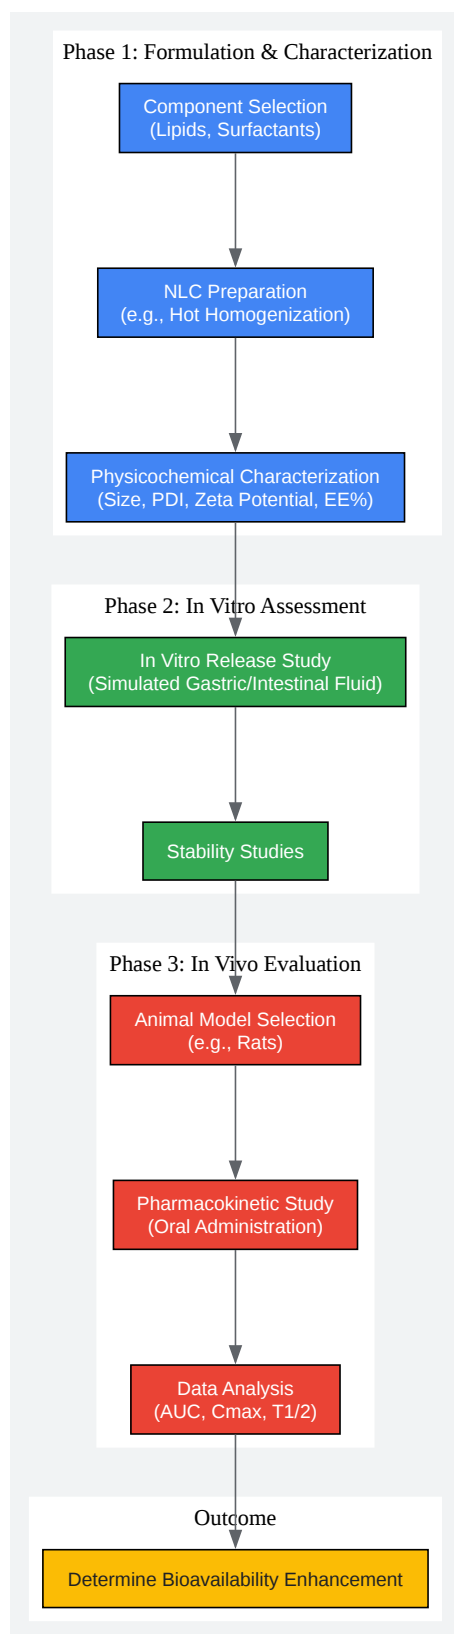 Phase 1: Formulation & Characterization
Component Selection
(Lipids, Surfactants)
NLC Preparation
(e.g., Hot Homogenization)
Physicochemical Characterization
(Size, PDI, Zeta Potential, EE%)
Phase 2: In Vitro Assessment
In Vitro Release Study
(Simulated Gastric/Intestinal Fluid)
Stability Studies
Phase 3: In Vivo Evaluation
Animal Model Selection
(e.g., Rats)
Pharmacokinetic Study
(Oral Administration)
Data Analysis
(AUC, Cmax, T1/2)
Outcome
Determine Bioavailability Enhancement